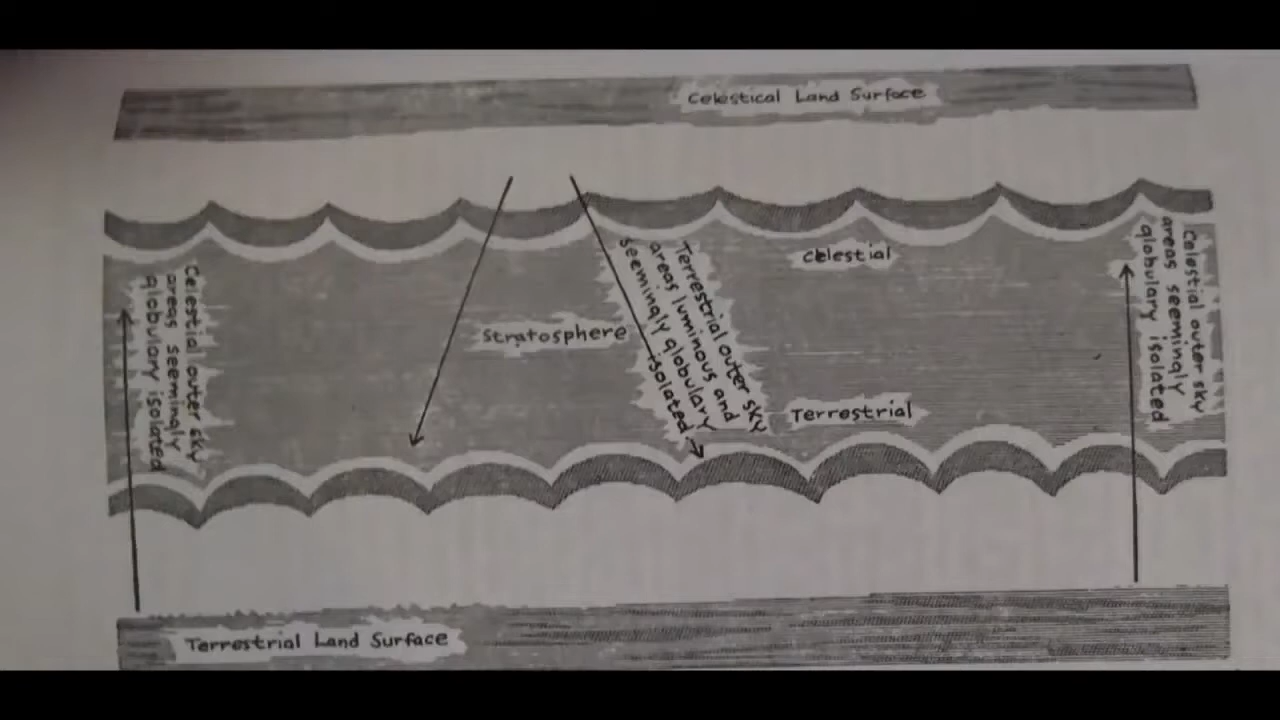 Celestical Land Surface
Celestial outer sky
areas seemingly
globulary isolated
Stratosphere
Terrestrial outer sky
areas luminous and
seemingly globulary
isolated
Celestial
Terrestrial
Celestial outer sky
areas seemingly
globulary isolated
Terrestrial Land Surface